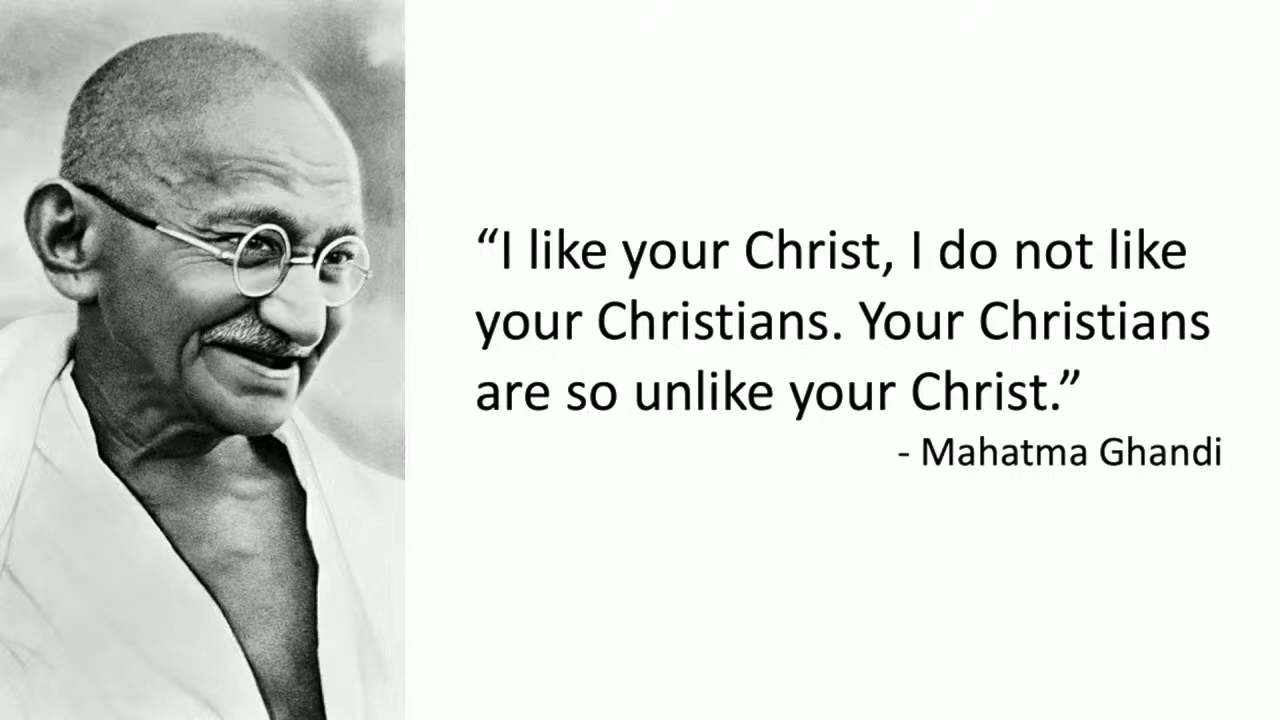 “I like your Christ, I do not like
your Christians. Your Christians
are so unlike your Christ.”
- Mahatma Ghandi